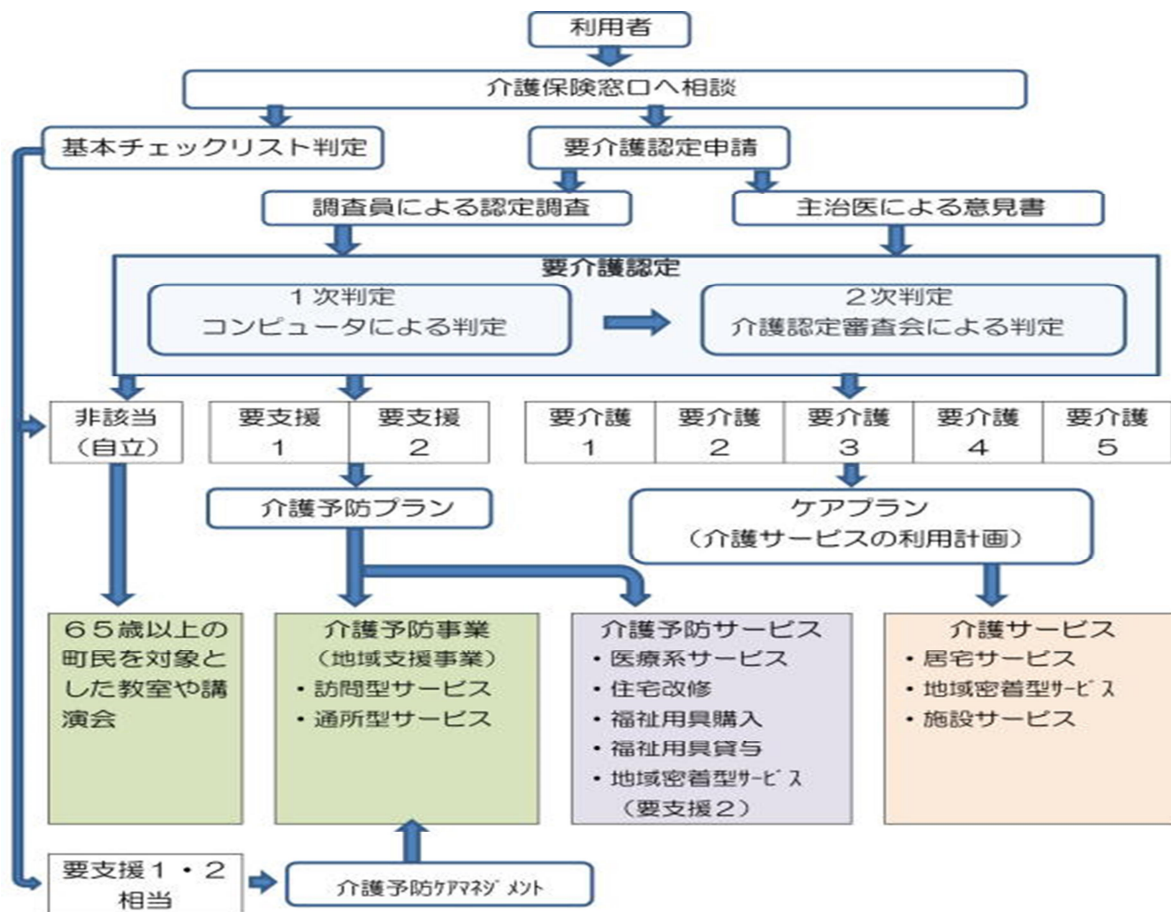 利用者
介護保険窓口へ相談
基本チェックリスト判定
要介護認定申請
調査員による認定調査
主治医による意見書
要介護認定
1次判定
コンピュータによる判定
2次判定
介護認定審査会による判定
非該当
(自立)
要支援
1
要支援
2
要介護
1
要介護
2
要介護
3
要介護
4
要介護
5
介護予防プラン
ケアプラン
(介護サービスの利用計画)
65歳以上の
町民を対象と
した教室や講
演会
介護予防事業
(地域支援事業)
・訪問型サービス
・通所型サービス
介護予防サービス
・医療系サービス
・住宅改修
・福祉用具購入
・福祉用具貸与
・地域密着型ｻｰﾋﾞｽ
(要支援2)
介護サービス
・居宅サービス
・地域密着型ｻｰﾋﾞｽ
・施設サービス
要支援1・2
相当
介護予防ｹｱﾏﾈｼﾞﾒﾝﾄ